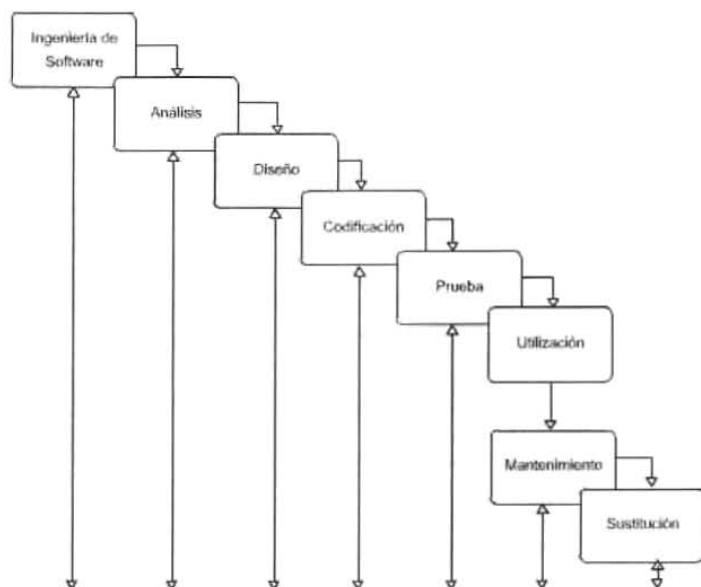 Ingeniería de
Software
Análisis
Diseño
Codificación
Prueba
Utilización
Mantenimiento
Sustitución